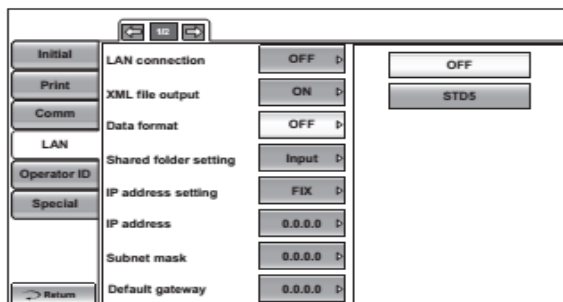 1/2
Initial
Print
Comm
LAN
Operator ID
Special
Return
LAN connection OFF
XML file output ON
Data format OFF
Shared folder setting Input
IP address setting FIX
IP address 0.0.0.0
Subnet mask 0.0.0.0
Default gateway 0.0.0.0
OFF
STD5